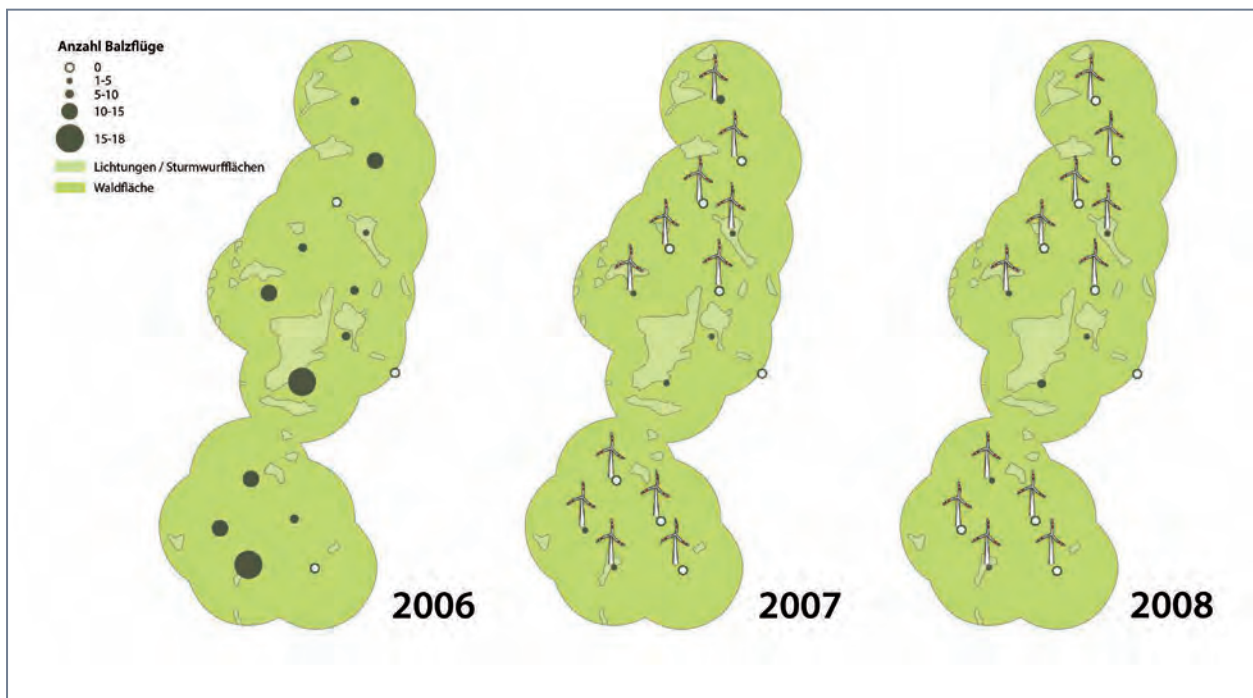 Anzahl Balzflüge
0
1-5
5-10
10-15
15-18
Lichtungen / Sturmwurfflächen
Waldfläche
2006
2007
2008